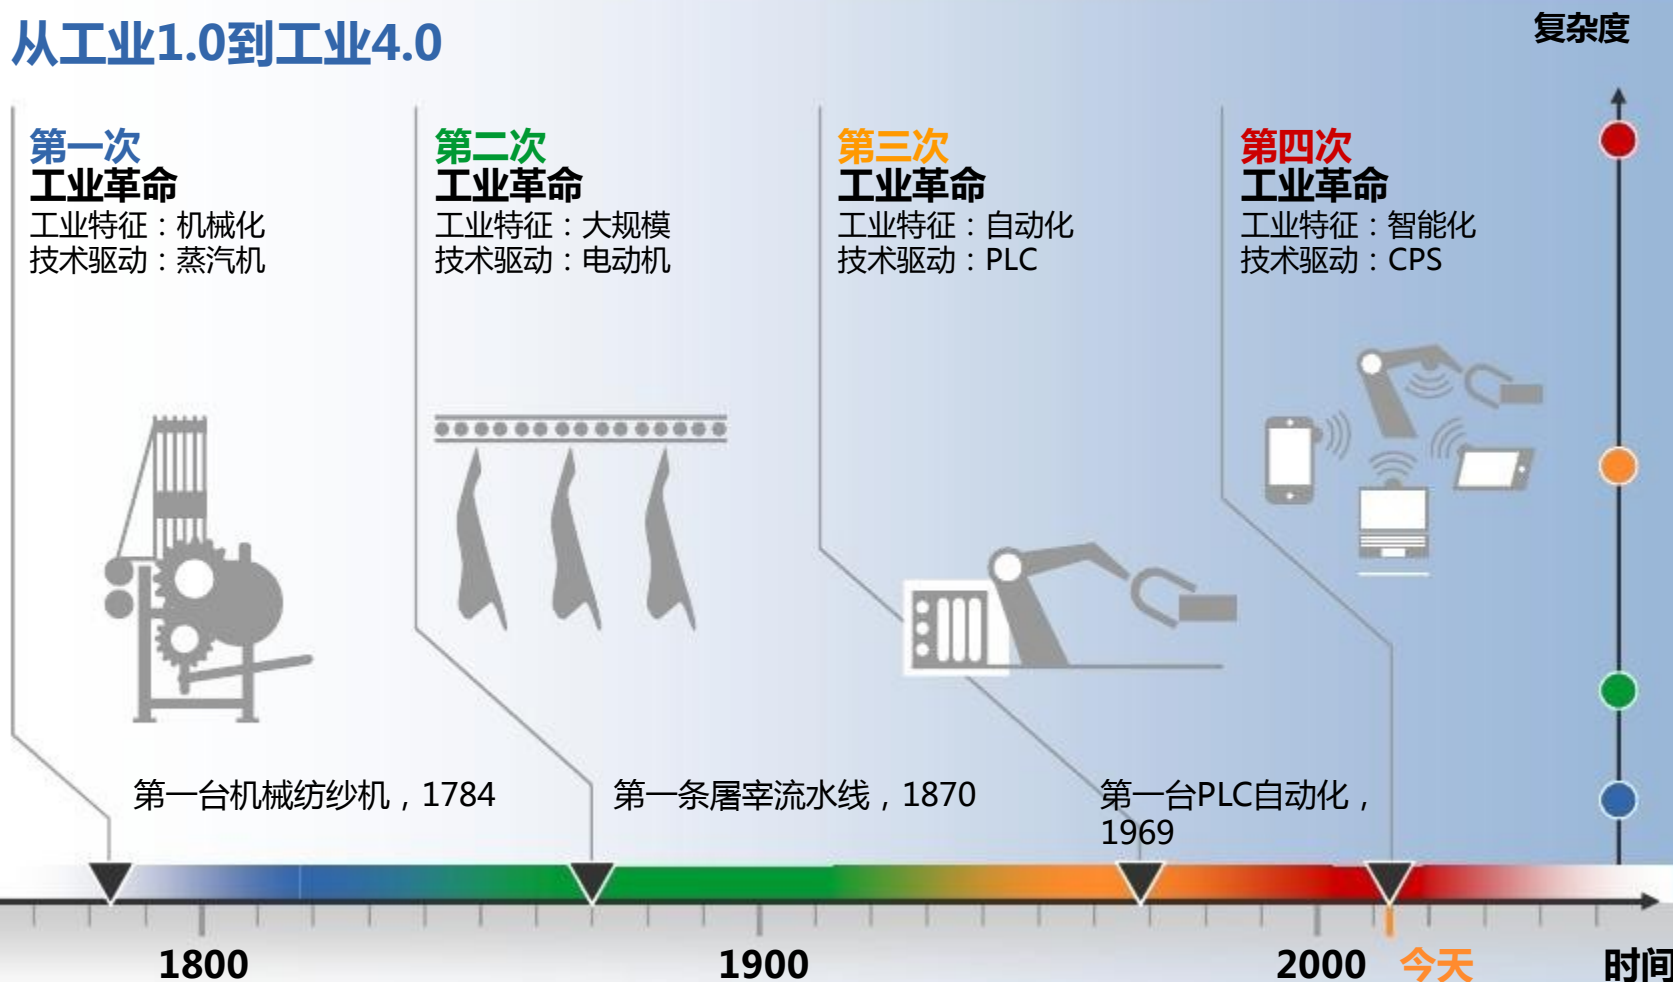 从工业1.0到工业4.0
复杂度
第一次
工业革命
工业特征：机械化
技术驱动：蒸汽机
第二次
工业革命
工业特征：大规模
技术驱动：电动机
第三次
工业革命
工业特征：自动化
技术驱动：PLC
第四次
工业革命
工业特征：智能化
技术驱动：CPS
第一台机械纺纱机，1784
第一条屠宰流水线，1870
第一台PLC自动化，
1969
1800
1900
2000
今天
时间